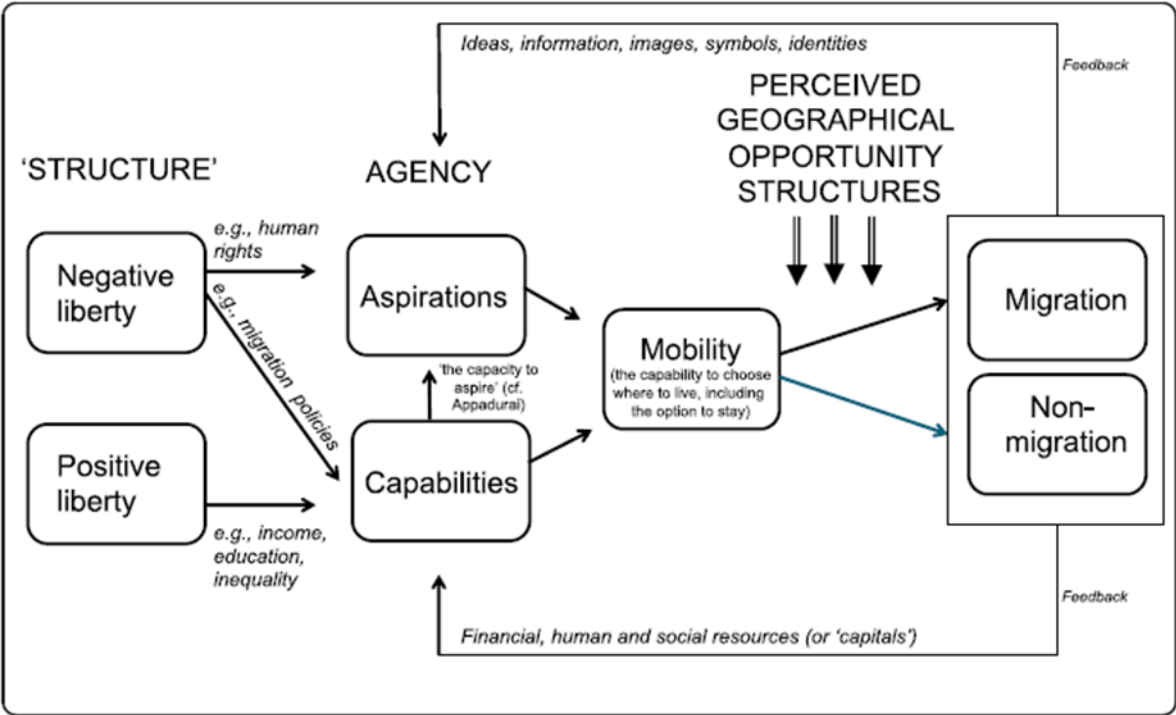 Ideas, information, images, symbols, identities
Feedback
PERCEIVED
GEOGRAPHICAL
OPPORTUNITY
STRUCTURES
‘STRUCTURE’
AGENCY
e.g., human
rights
Negative
liberty
e.g., migration policies
Aspirations
‘the capacity to
aspire’ (cf.
Appadurai)
Mobility
(the capability to choose
where to live, including
the option to stay)
Migration
Non-
migration
Positive
liberty
Capabilities
e.g., income,
education,
inequality
Feedback
Financial, human and social resources (or ‘capitals’)